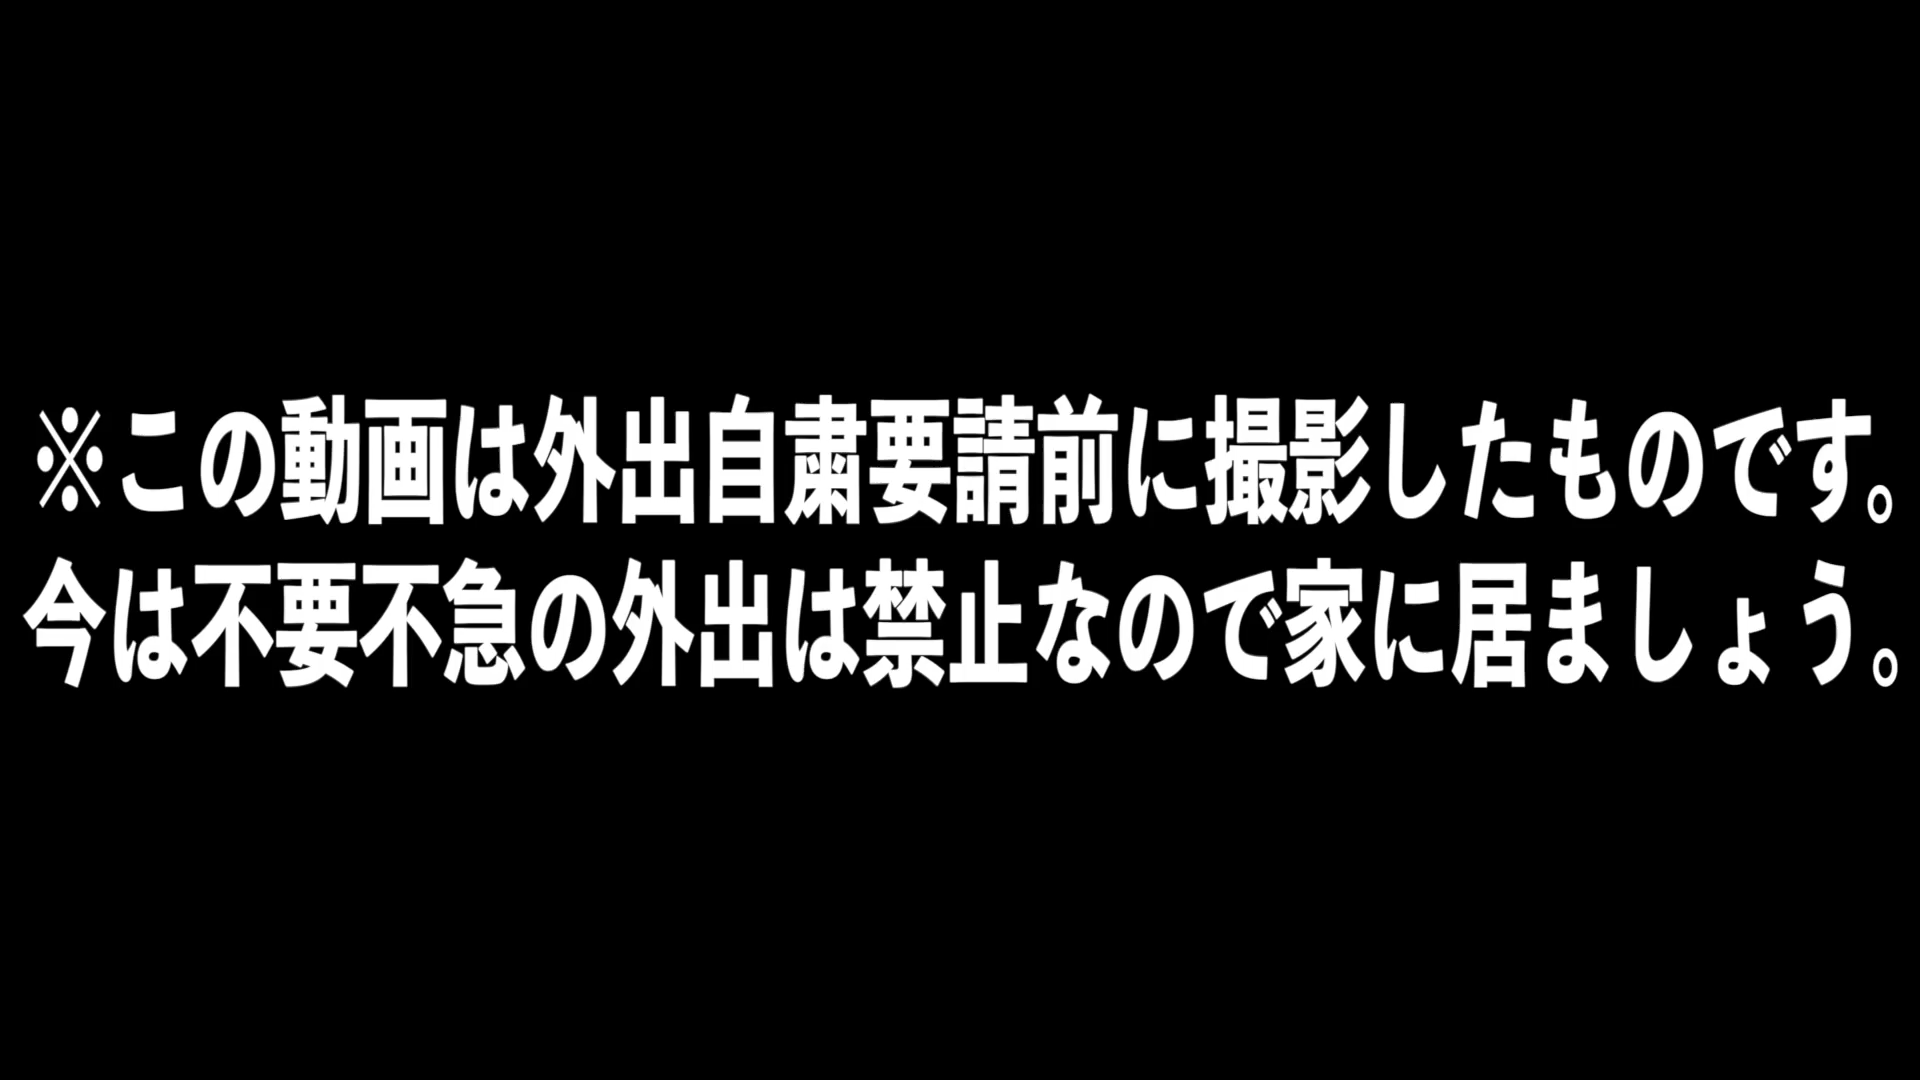 ※この動画は外出自粛要請前に撮影したものです。
今は不要不急の外出は禁止なので家に居ましょう。